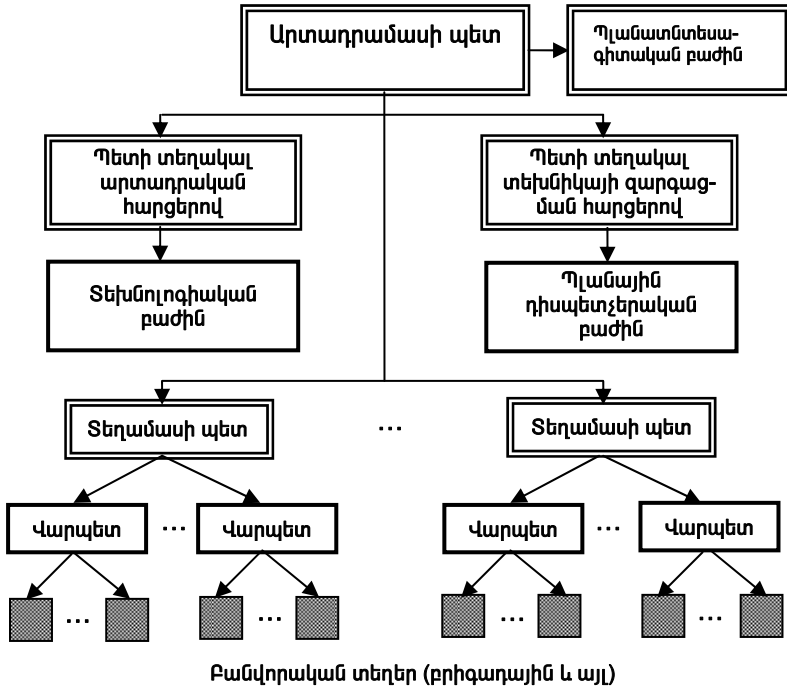 Արտադրամասի պետ
Պլանատնտեսա-
գիտական բաժին
Պետի տեղակալ
արտադրական
հարցերով
Պետի տեղակալ
տեխնիկայի զարգաց-
ման հարցերով
Տեխնոլոգիական
բաժին
Պլանային
դիսպետչերական
բաժին
Տեղամասի պետ
...
Տեղամասի պետ
Վարպետ
...
Վարպետ
Վարպետ
...
Վարպետ
...
...
...
...
Բանվորական տեղեր (բրիգադային և այլ)